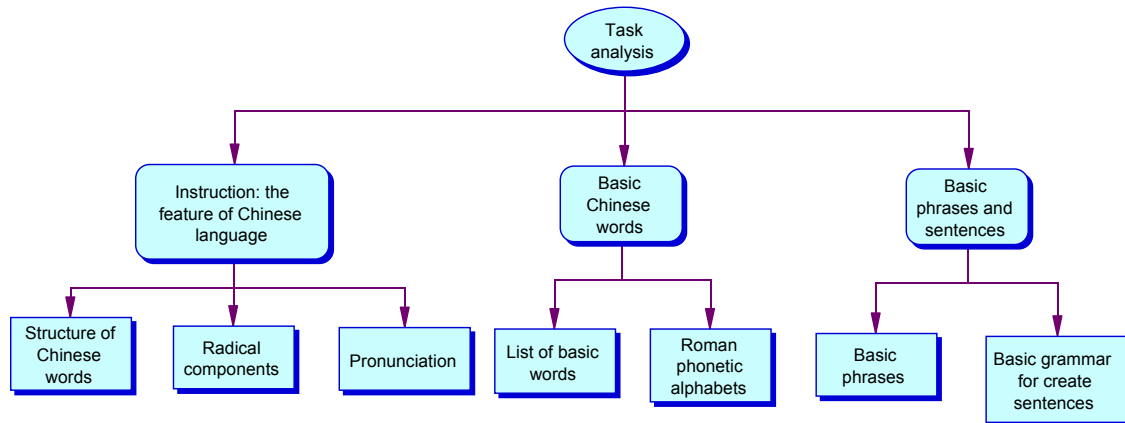 Task
analysis
Instruction: the
feature of Chinese
language
Basic
Chinese
words
Basic
phrases and
sentences
Structure of
Chinese
words
Radical
components
Pronunciation
List of basic
words
Roman
phonetic
alphabets
Basic
phrases
Basic grammar
for create
sentences